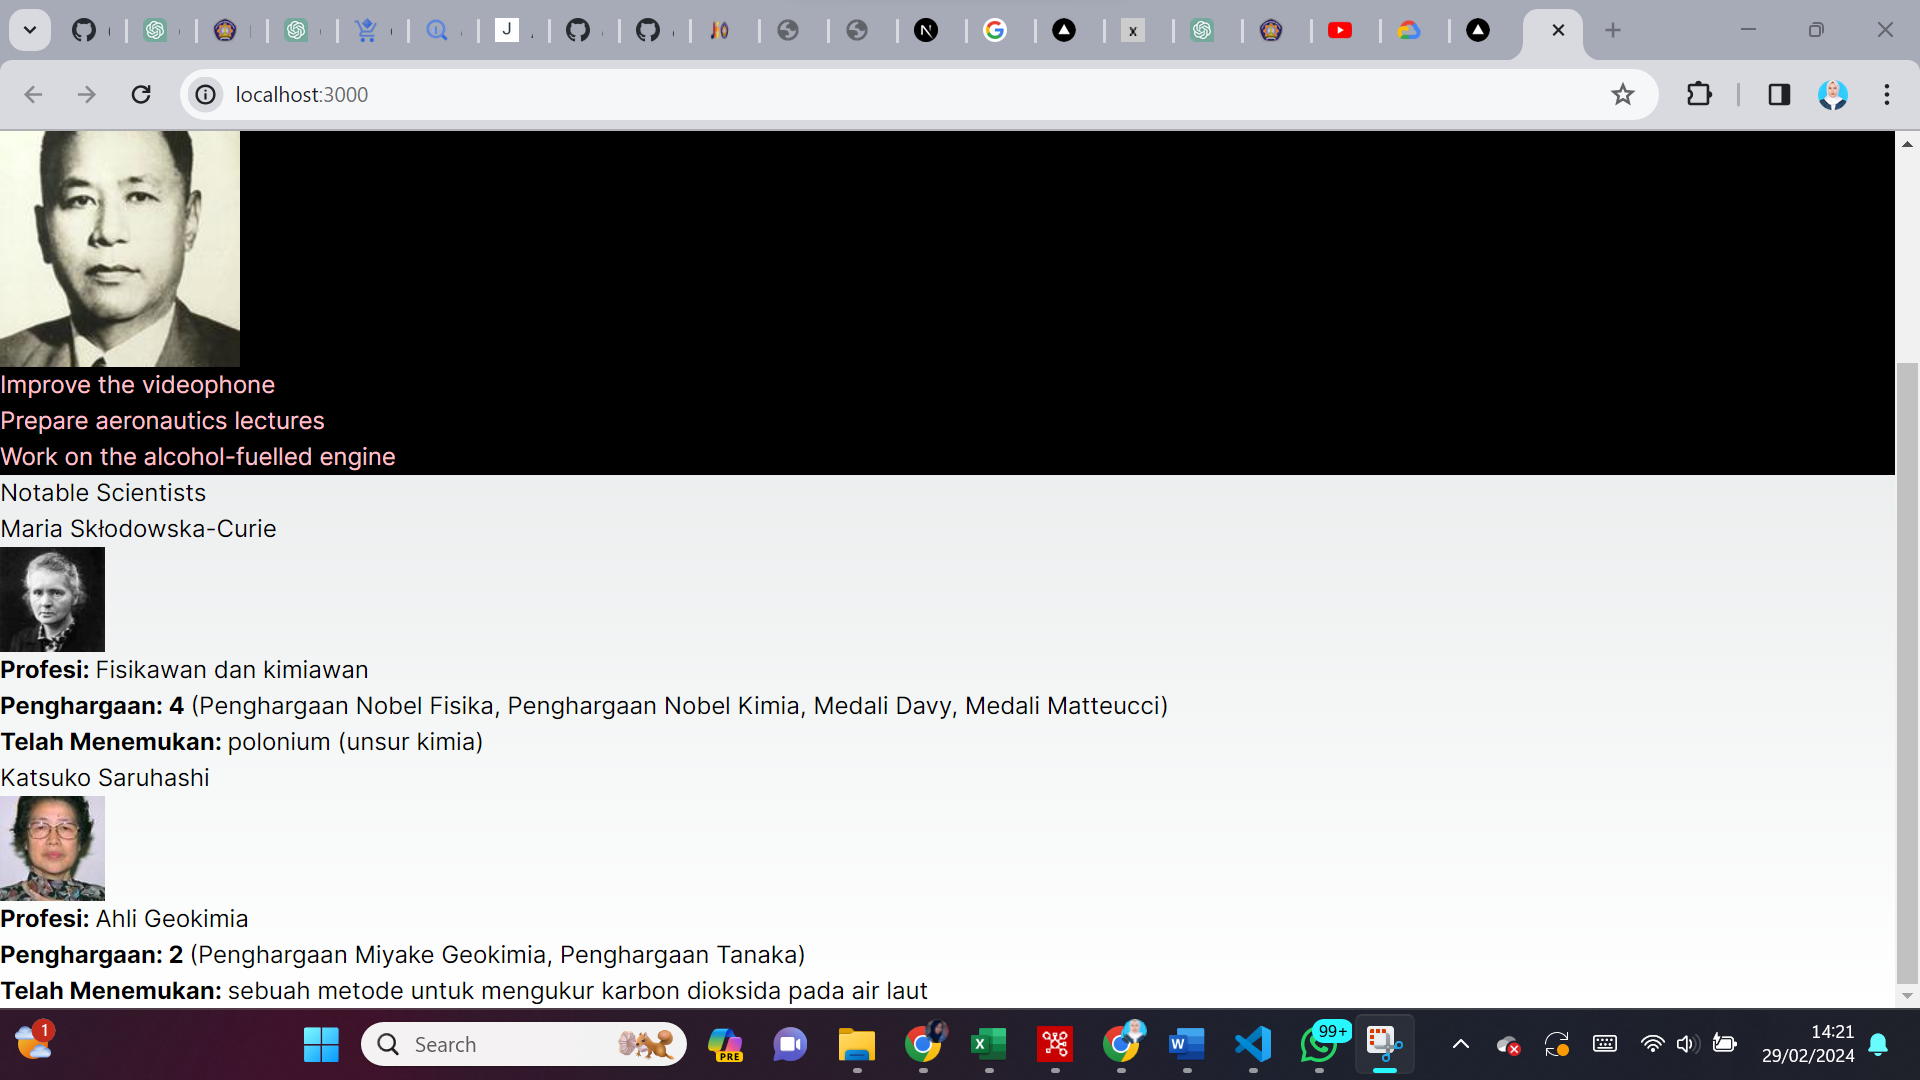 J
x
localhost:3000
Improve the videophone
Prepare aeronautics lectures
Work on the alcohol-fuelled engine
Notable Scientists
Maria Skłodowska-Curie
Profesi: Fisikawan dan kimiawan
Penghargaan: 4 (Penghargaan Nobel Fisika, Penghargaan Nobel Kimia, Medali Davy, Medali Matteucci)
Telah Menemukan: polonium (unsur kimia)
Katsuko Saruhashi
Profesi: Ahli Geokimia
Penghargaan: 2 (Penghargaan Miyake Geokimia, Penghargaan Tanaka)
Telah Menemukan: sebuah metode untuk mengukur karbon dioksida pada air laut
1
Search
PRE
99+
14:21
29/02/2024